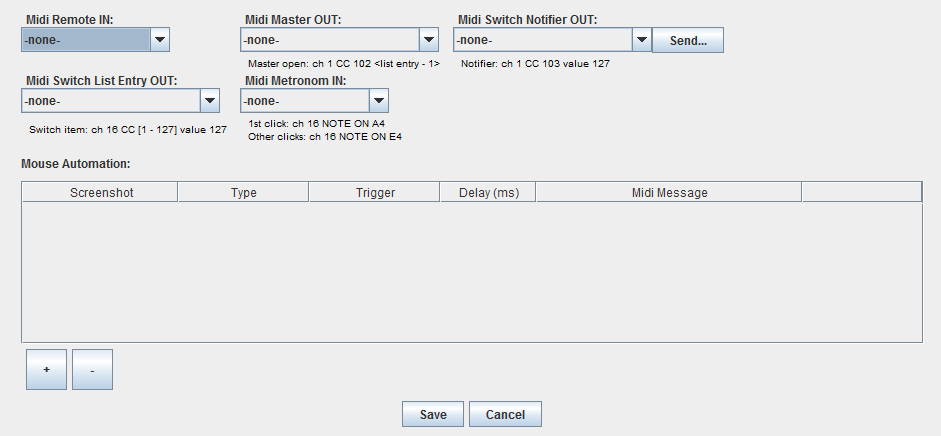 Midi Remote IN:
Midi Master OUT:
Midi Switch Notifier OUT:
-none-
-none-
-none-
Send...
Master open: ch 1 CC 102 <list entry - 1>
Notifier: ch 1 CC 103 value 127
Midi Switch List Entry OUT:
Midi Metronom IN:
-none-
-none-
Switch item: ch 16 CC [1 - 127] value 127
1st click: ch 16 NOTE ON A4
Other clicks: ch 16 NOTE ON E4
Mouse Automation:
Screenshot
Type
Trigger
Delay (ms)
Midi Message
+
-
Save
Cancel